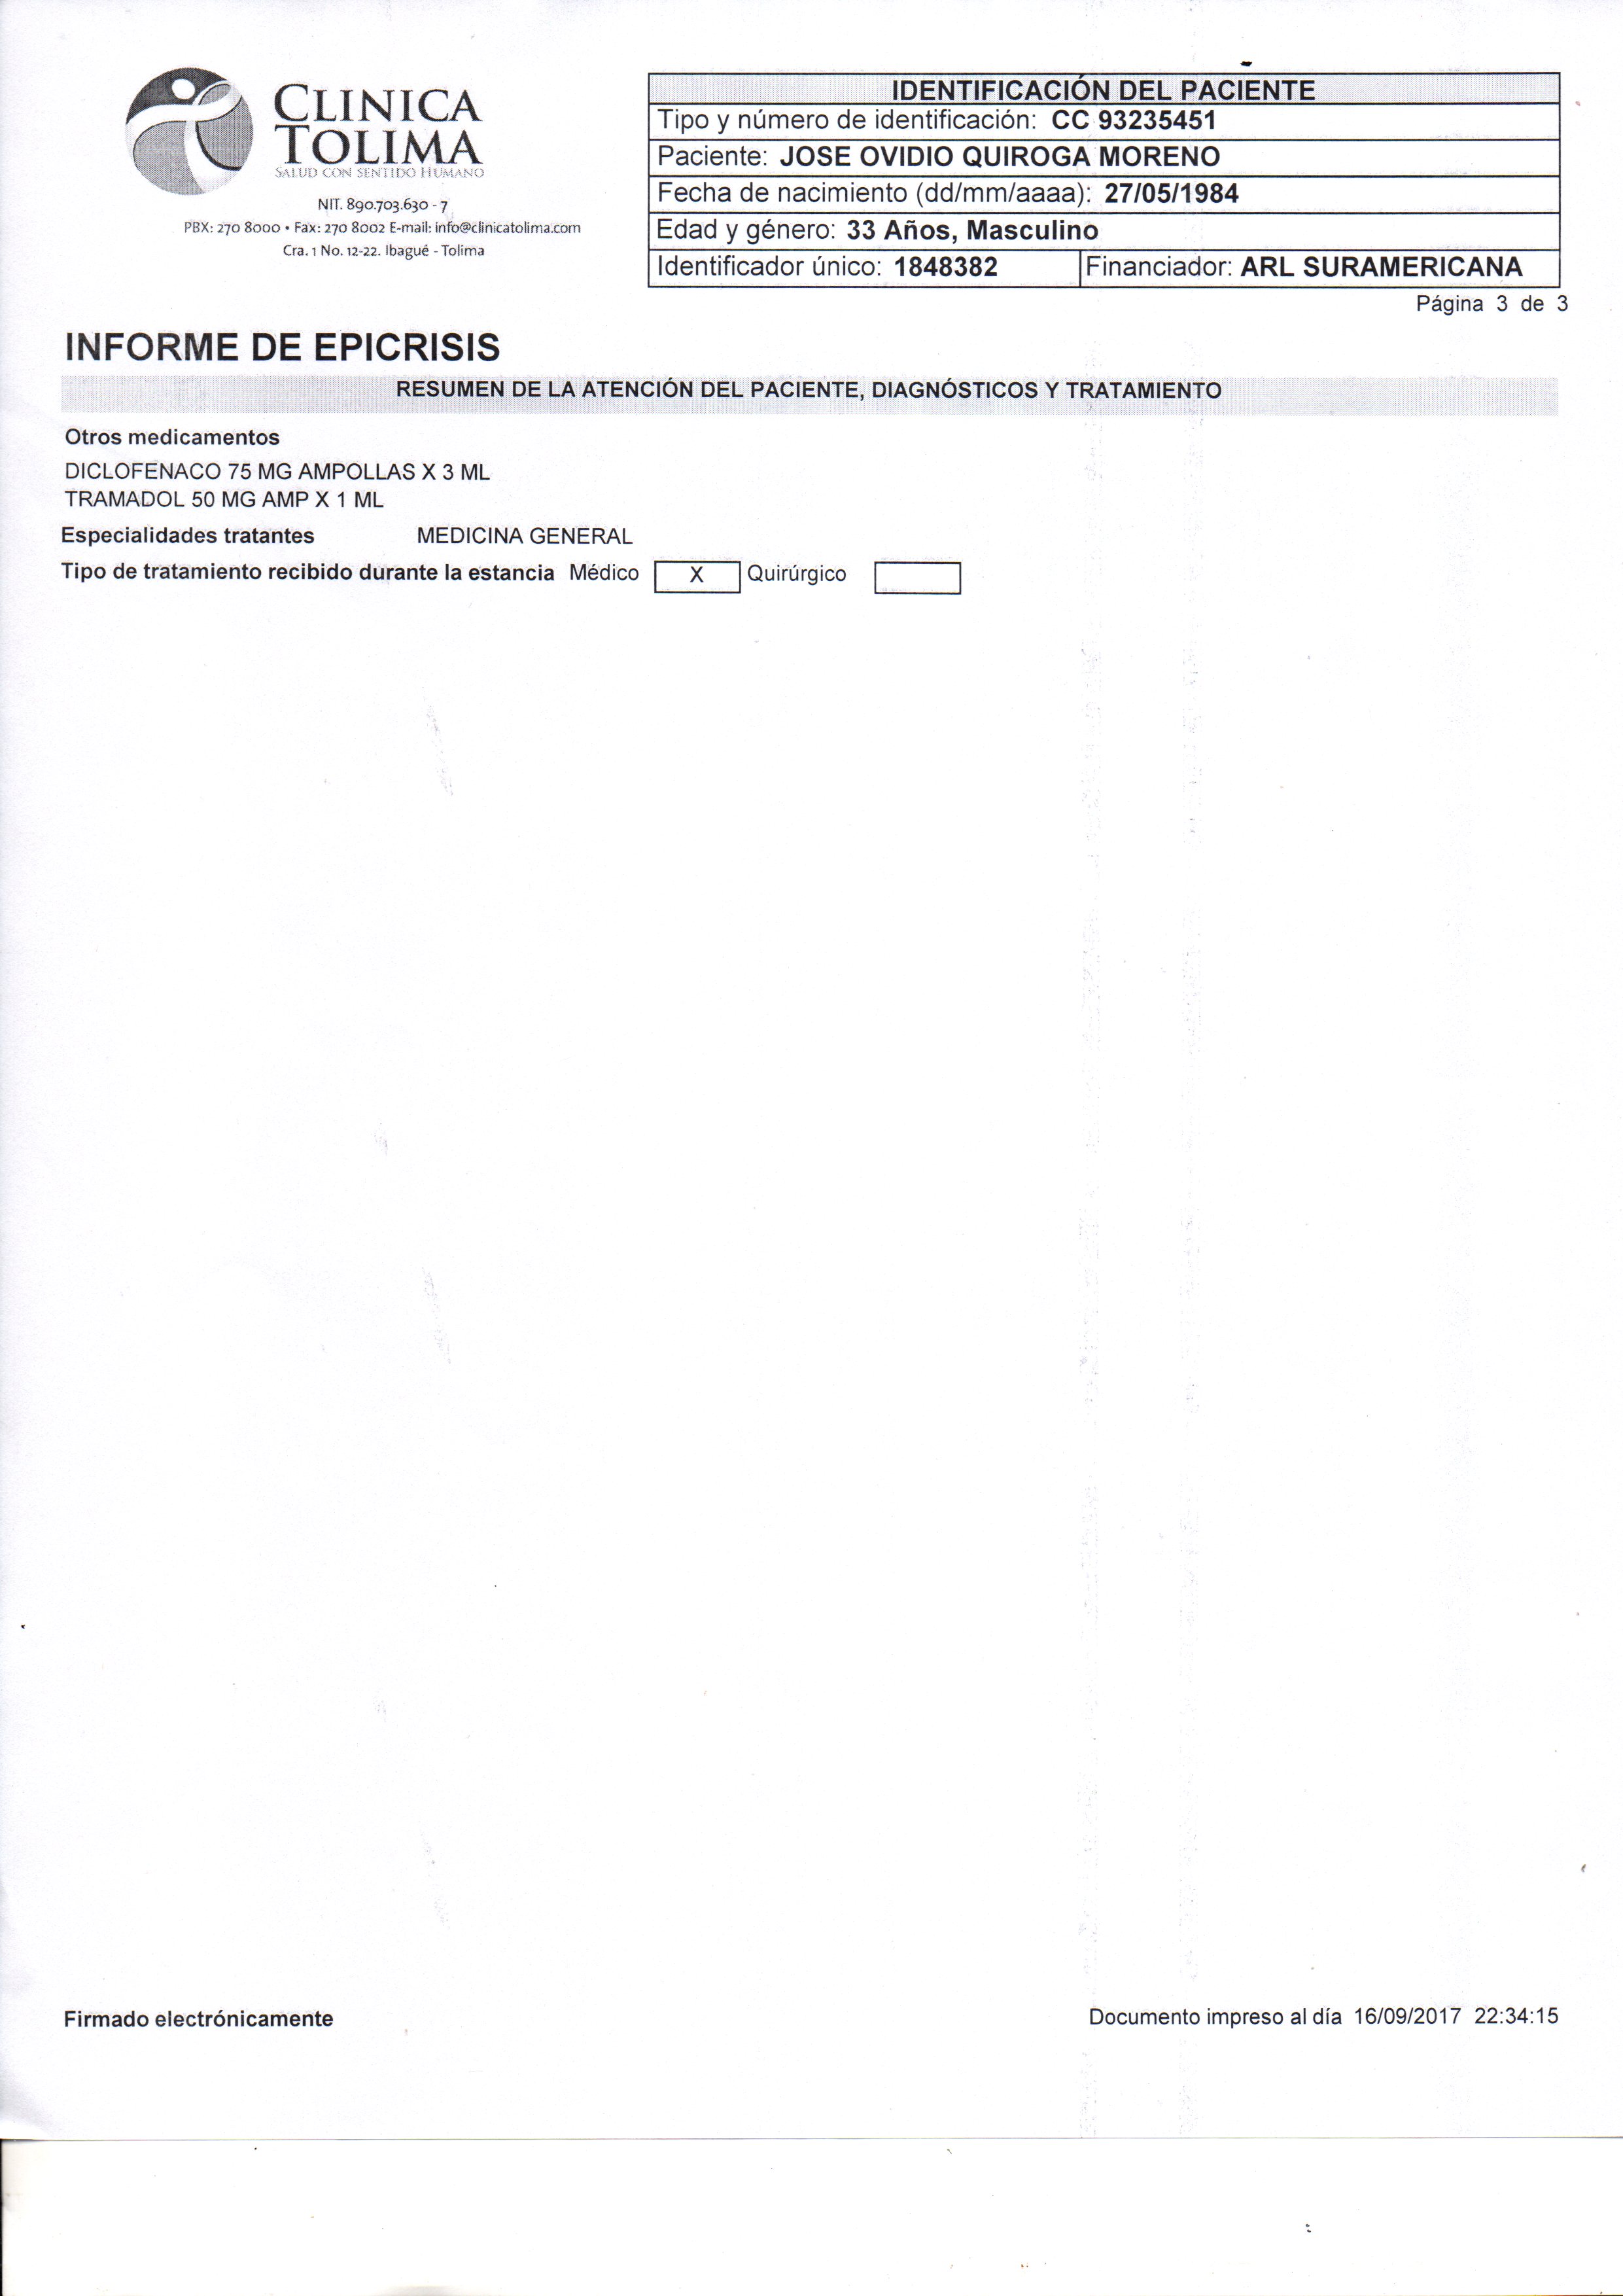 CLINICA
TOLIMA
SALUD CON SENTIDO HUMANO
NIT. 890.703.630 - 7
PBX: 270 8000 • Fax: 270 8002 E-mail: info@clinicatolima.com
Cra. 1 No. 12-22. Ibagué - Tolima
IDENTIFICACIÓN DEL PACIENTE
Tipo y número de identificación: CC 93235451
Paciente: JOSE OVIDIO QUIROGA MORENO
Fecha de nacimiento (dd/mm/aaaa): 27/05/1984
Edad y género: 33 Años, Masculino
Identificador único: 1848382 Financiador: ARL SURAMERICANA
Página 3 de 3
INFORME DE EPICRISIS
RESUMEN DE LA ATENCIÓN DEL PACIENTE, DIAGNÓSTICOS Y TRATAMIENTO
Otros medicamentos
DICLOFENACO 75 MG AMPOLLAS X 3 ML
TRAMADOL 50 MG AMP X 1 ML
Especialidades tratantes MEDICINA GENERAL
Tipo de tratamiento recibido durante la estancia Médico X Quirúrgico
Firmado electrónicamente Documento impreso al día 16/09/2017 22:34:15